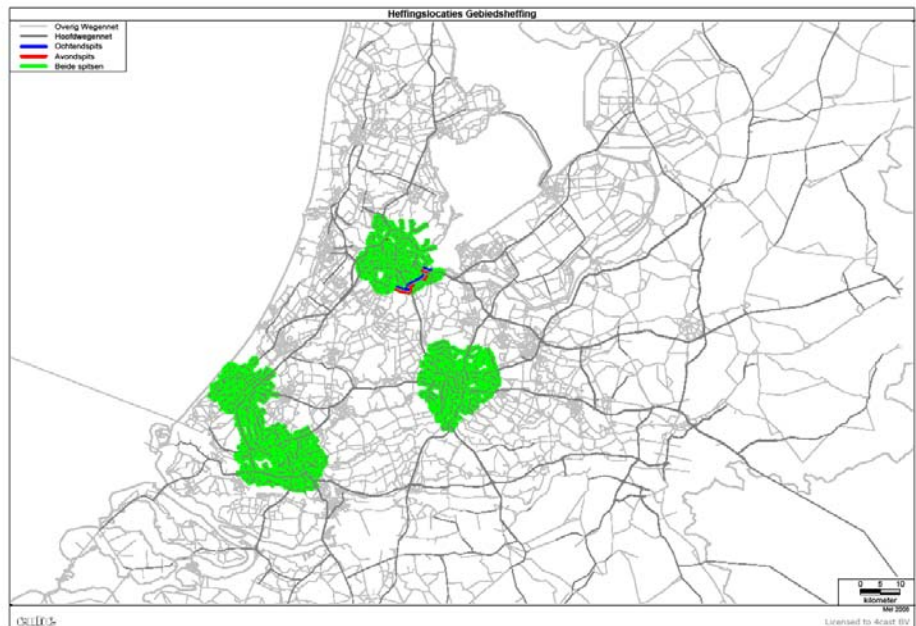 Heffingslocaties Gebiedsheffing
Overig Wegennet
Hoofdwegennet
Ochtendspits
Avondspits
Beide spitsen
0 5 10
kilometer
Mei 2008
Licensed to 4cast BV